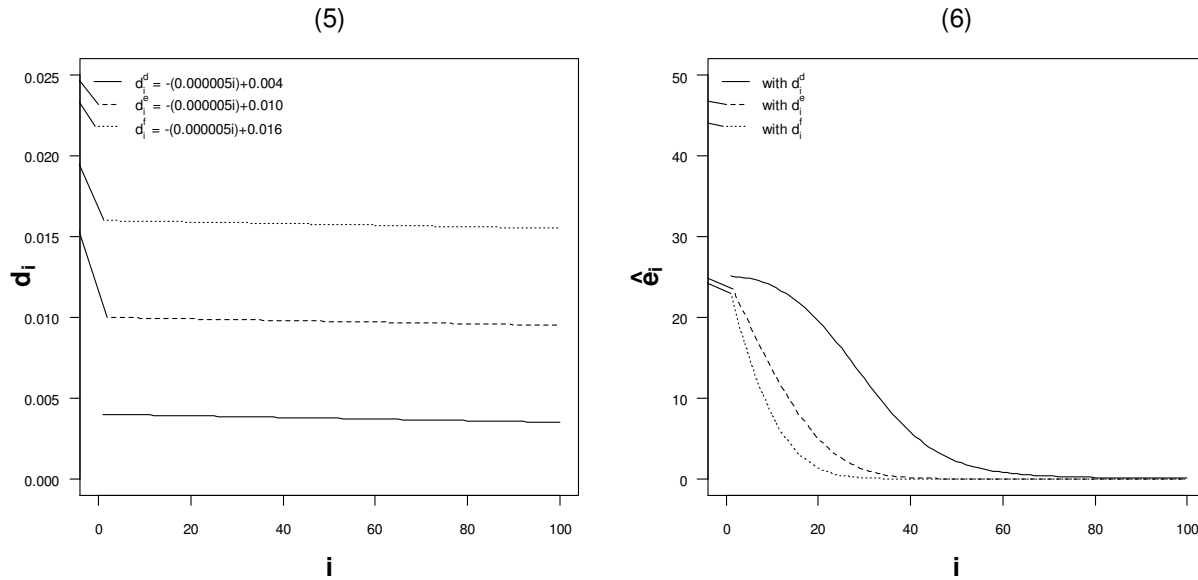 (5)
0.025
0.020
0.015
0.010
0.005
0.000
d_i
d_i^d = -(0.000005i)+0.004
d_i^e = -(0.000005i)+0.010
d_i^f = -(0.000005i)+0.016
0 20 40 60 80 100
i
(6)
50
40
30
20
10
0
ê_i
with d_i^d
with d_i^e
with d_i^f
0 20 40 60 80 100
i